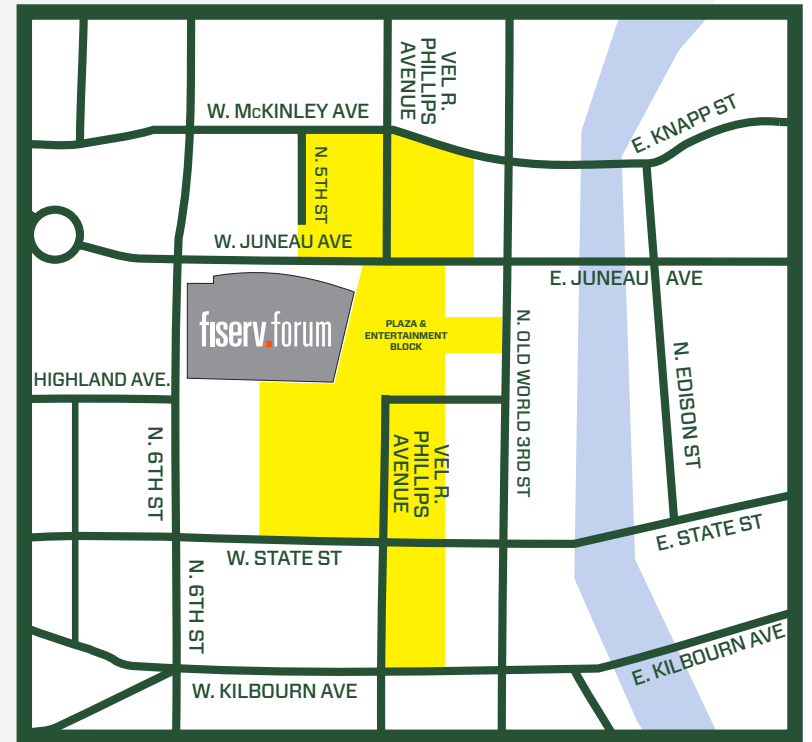 VEL R.
PHILLIPS
AVENUE
W. McKINLEY AVE
E. KNAPP ST
N. 5TH ST
W. JUNEAU AVE
E. JUNEAU AVE
fiserv.forum
PLAZA &
ENTERTAINMENT
BLOCK
N. OLD WORLD 3RD ST
N. EDISON ST
HIGHLAND AVE.
N. 6TH ST
VEL R.
PHILLIPS
AVENUE
E. STATE ST
W. STATE ST
N. 6TH ST
E. KILBOURN AVE
W. KILBOURN AVE